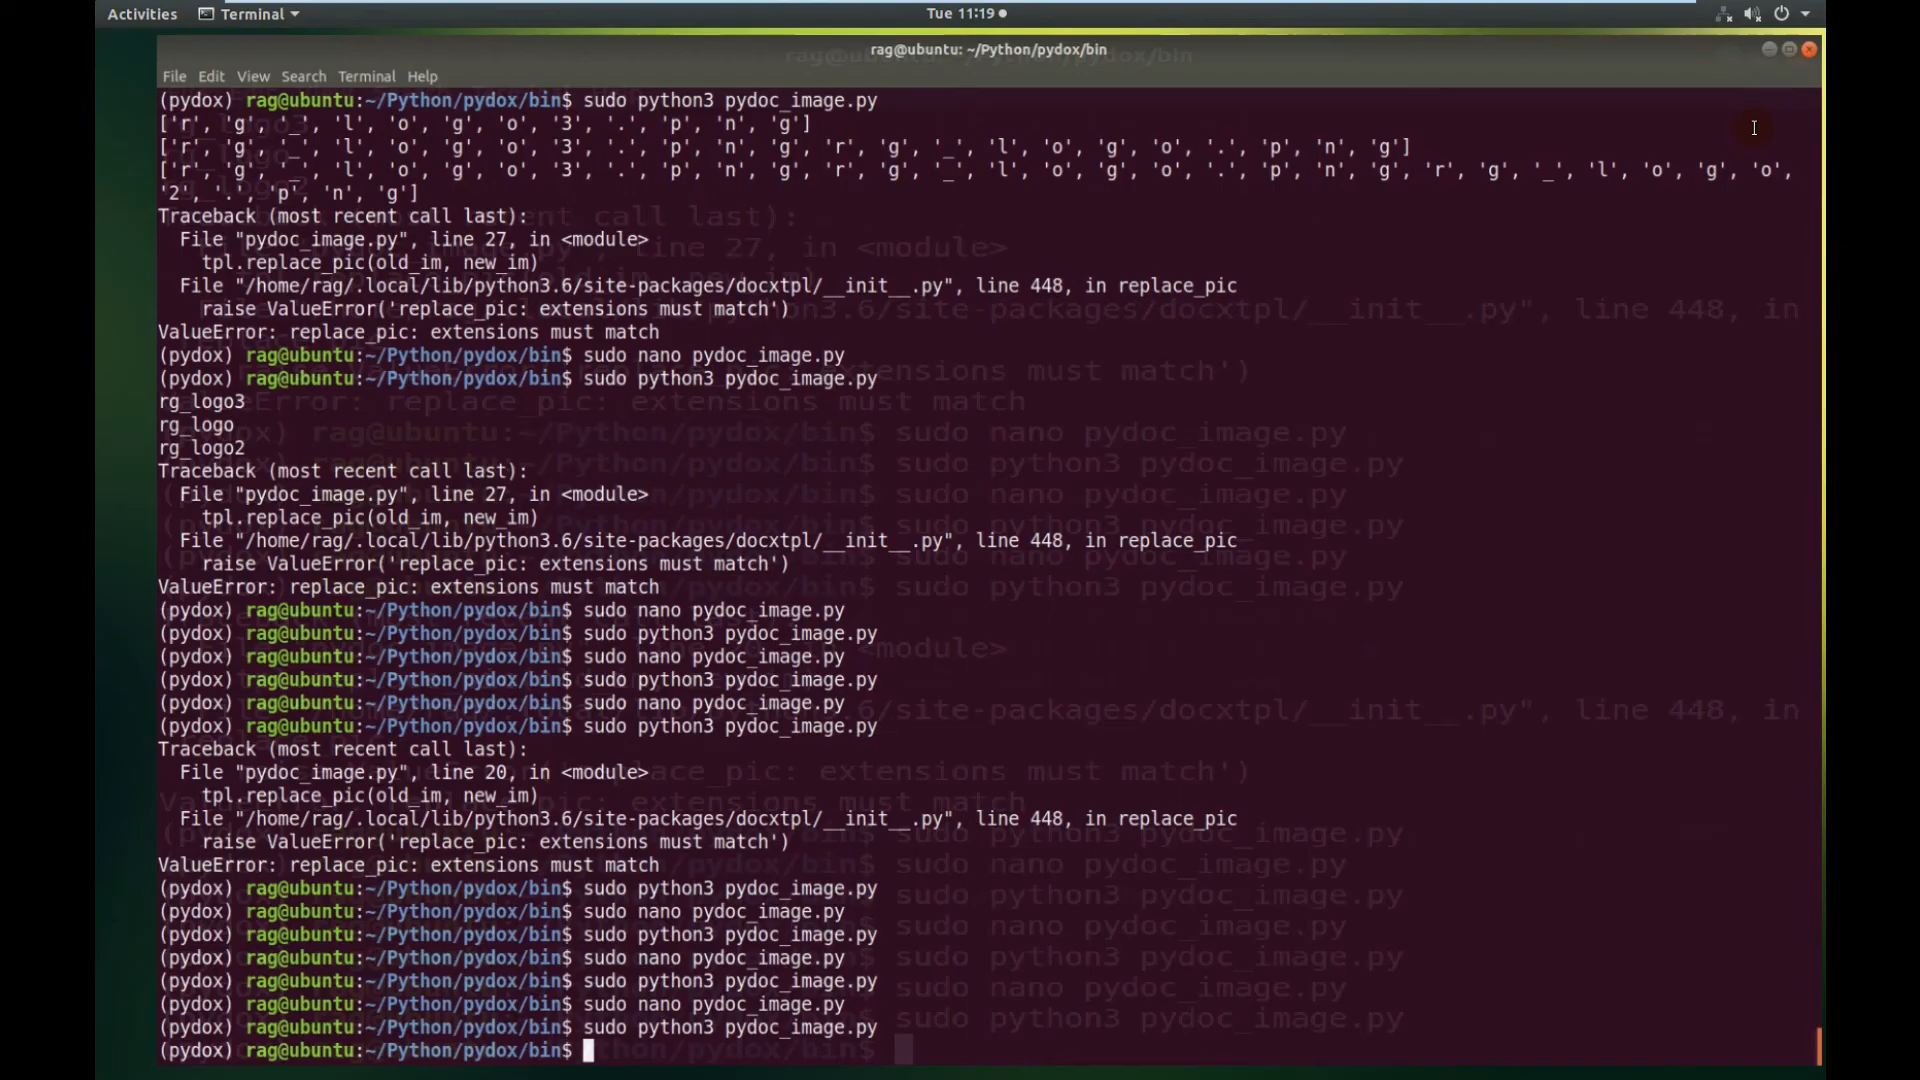 Activities Terminal Tue 11:19
rag@ubuntu: ~/Python/pydox/bin
File Edit View Search Terminal Help
(pydox) rag@ubuntu:~/Python/pydox/bin$ sudo python3 pydoc_image.py
['r', 'g', '_', 'l', 'o', 'g', 'o', '3', '.', 'p', 'n', 'g']
['r', 'g', '_', 'l', 'o', 'g', 'o', '3', '.', 'p', 'n', 'g', 'r', 'g', '_', 'l', 'o', 'g', 'o', '.', 'p', 'n', 'g']
['r', 'g', '_', 'l', 'o', 'g', 'o', '3', '.', 'p', 'n', 'g', 'r', 'g', '_', 'l', 'o', 'g', 'o', '.', 'p', 'n', 'g', 'r', 'g', '_', 'l', 'o', 'g', 'o',
'2', '.', 'p', 'n', 'g']
Traceback (most recent call last):
  File "pydoc_image.py", line 27, in <module>
    tpl.replace_pic(old_im, new_im)
  File "/home/rag/.local/lib/python3.6/site-packages/docxtpl/__init__.py", line 448, in replace_pic
    raise ValueError('replace_pic: extensions must match')
ValueError: replace_pic: extensions must match
(pydox) rag@ubuntu:~/Python/pydox/bin$ sudo nano pydoc_image.py
(pydox) rag@ubuntu:~/Python/pydox/bin$ sudo python3 pydoc_image.py
rg_logo3
rg_logo
rg_logo2
Traceback (most recent call last):
  File "pydoc_image.py", line 27, in <module>
    tpl.replace_pic(old_im, new_im)
  File "/home/rag/.local/lib/python3.6/site-packages/docxtpl/__init__.py", line 448, in replace_pic
    raise ValueError('replace_pic: extensions must match')
ValueError: replace_pic: extensions must match
(pydox) rag@ubuntu:~/Python/pydox/bin$ sudo nano pydoc_image.py
(pydox) rag@ubuntu:~/Python/pydox/bin$ sudo python3 pydoc_image.py
(pydox) rag@ubuntu:~/Python/pydox/bin$ sudo nano pydoc_image.py
(pydox) rag@ubuntu:~/Python/pydox/bin$ sudo python3 pydoc_image.py
(pydox) rag@ubuntu:~/Python/pydox/bin$ sudo nano pydoc_image.py
(pydox) rag@ubuntu:~/Python/pydox/bin$ sudo python3 pydoc_image.py
Traceback (most recent call last):
  File "pydoc_image.py", line 20, in <module>
    tpl.replace_pic(old_im, new_im)
  File "/home/rag/.local/lib/python3.6/site-packages/docxtpl/__init__.py", line 448, in replace_pic
    raise ValueError('replace_pic: extensions must match')
ValueError: replace_pic: extensions must match
(pydox) rag@ubuntu:~/Python/pydox/bin$ sudo python3 pydoc_image.py
(pydox) rag@ubuntu:~/Python/pydox/bin$ sudo nano pydoc_image.py
(pydox) rag@ubuntu:~/Python/pydox/bin$ sudo python3 pydoc_image.py
(pydox) rag@ubuntu:~/Python/pydox/bin$ sudo nano pydoc_image.py
(pydox) rag@ubuntu:~/Python/pydox/bin$ sudo python3 pydoc_image.py
(pydox) rag@ubuntu:~/Python/pydox/bin$ sudo nano pydoc_image.py
(pydox) rag@ubuntu:~/Python/pydox/bin$ sudo python3 pydoc_image.py
(pydox) rag@ubuntu:~/Python/pydox/bin$